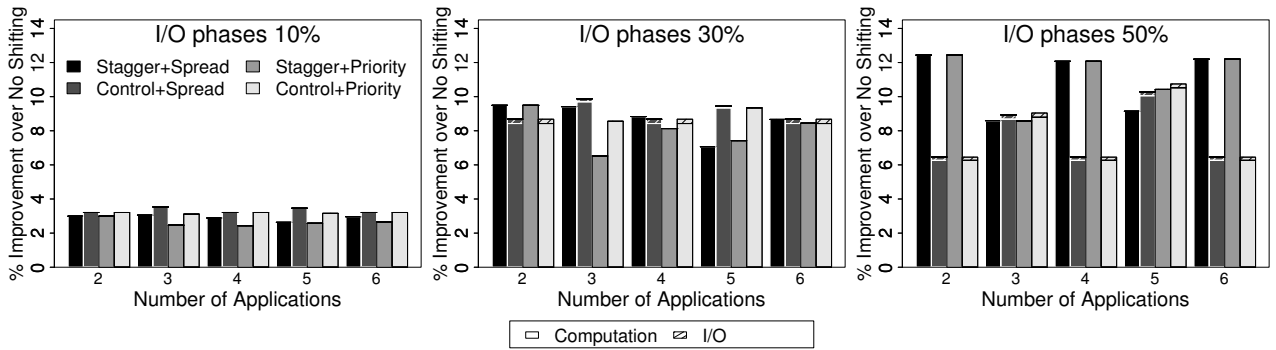 I/O phases 10%
% Improvement over No Shifting
14
12
10
8
6
4
2
0
Stagger+Spread
Stagger+Priority
Control+Spread
Control+Priority
2 3 4 5 6
Number of Applications
I/O phases 30%
% Improvement over No Shifting
14
12
10
8
6
4
2
0
2 3 4 5 6
Number of Applications
I/O phases 50%
% Improvement over No Shifting
14
12
10
8
6
4
2
0
2 3 4 5 6
Number of Applications
Computation I/O